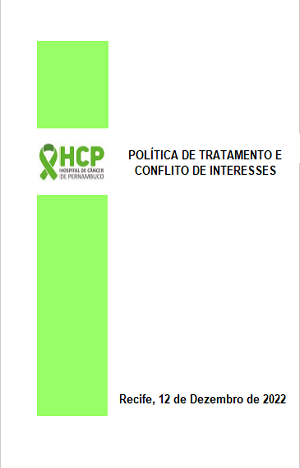 HCP
HOSPITAL DE CÂNCER
DE PERNAMBUCO
POLÍTICA DE TRATAMENTO E
CONFLITO DE INTERESSES
Recife, 12 de Dezembro de 2022